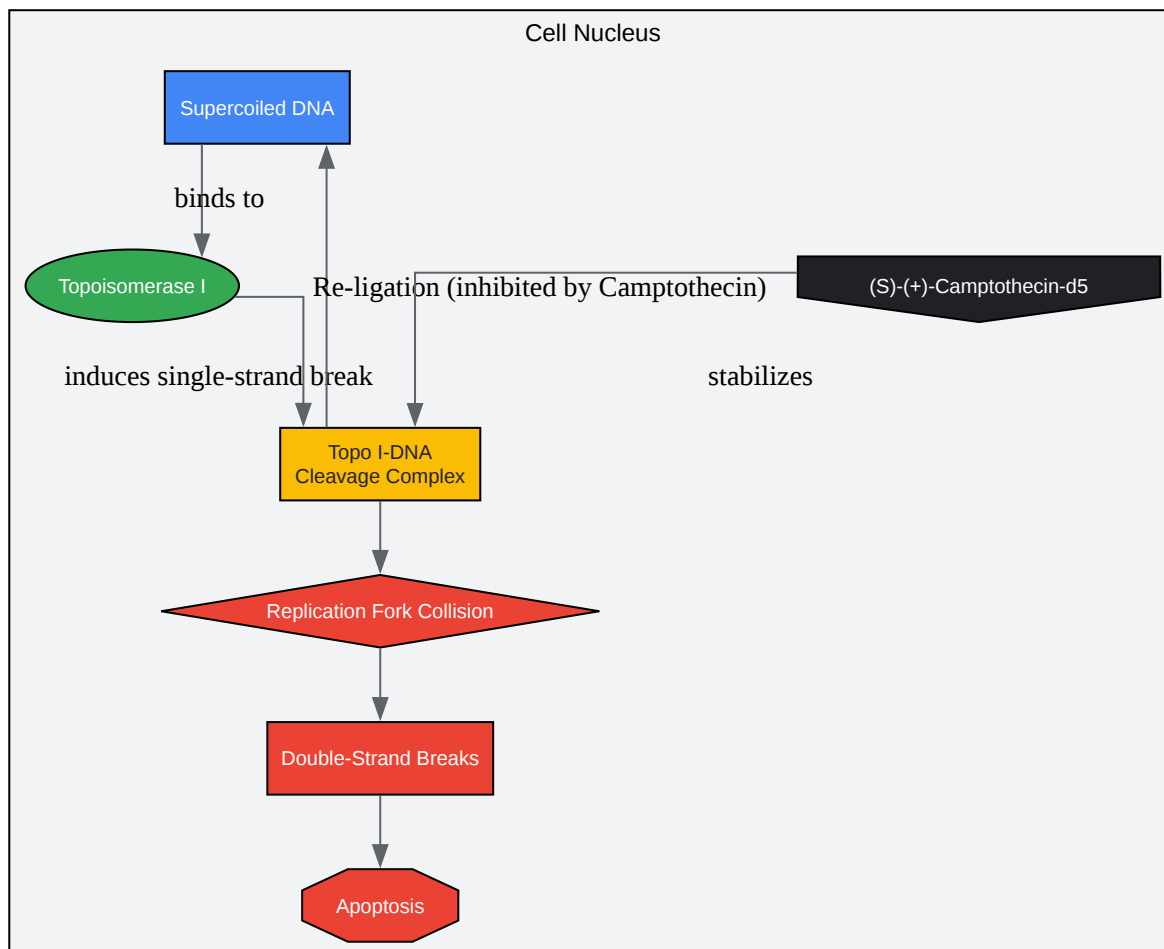 Cell Nucleus
Supercoiled DNA
binds to
Topoisomerase I
Re-ligation (inhibited by Camptothecin)
(S)-(+)-Camptothecin-d5
induces single-strand break
stabilizes
Topo I-DNA
Cleavage Complex
Replication Fork Collision
Double-Strand Breaks
Apoptosis